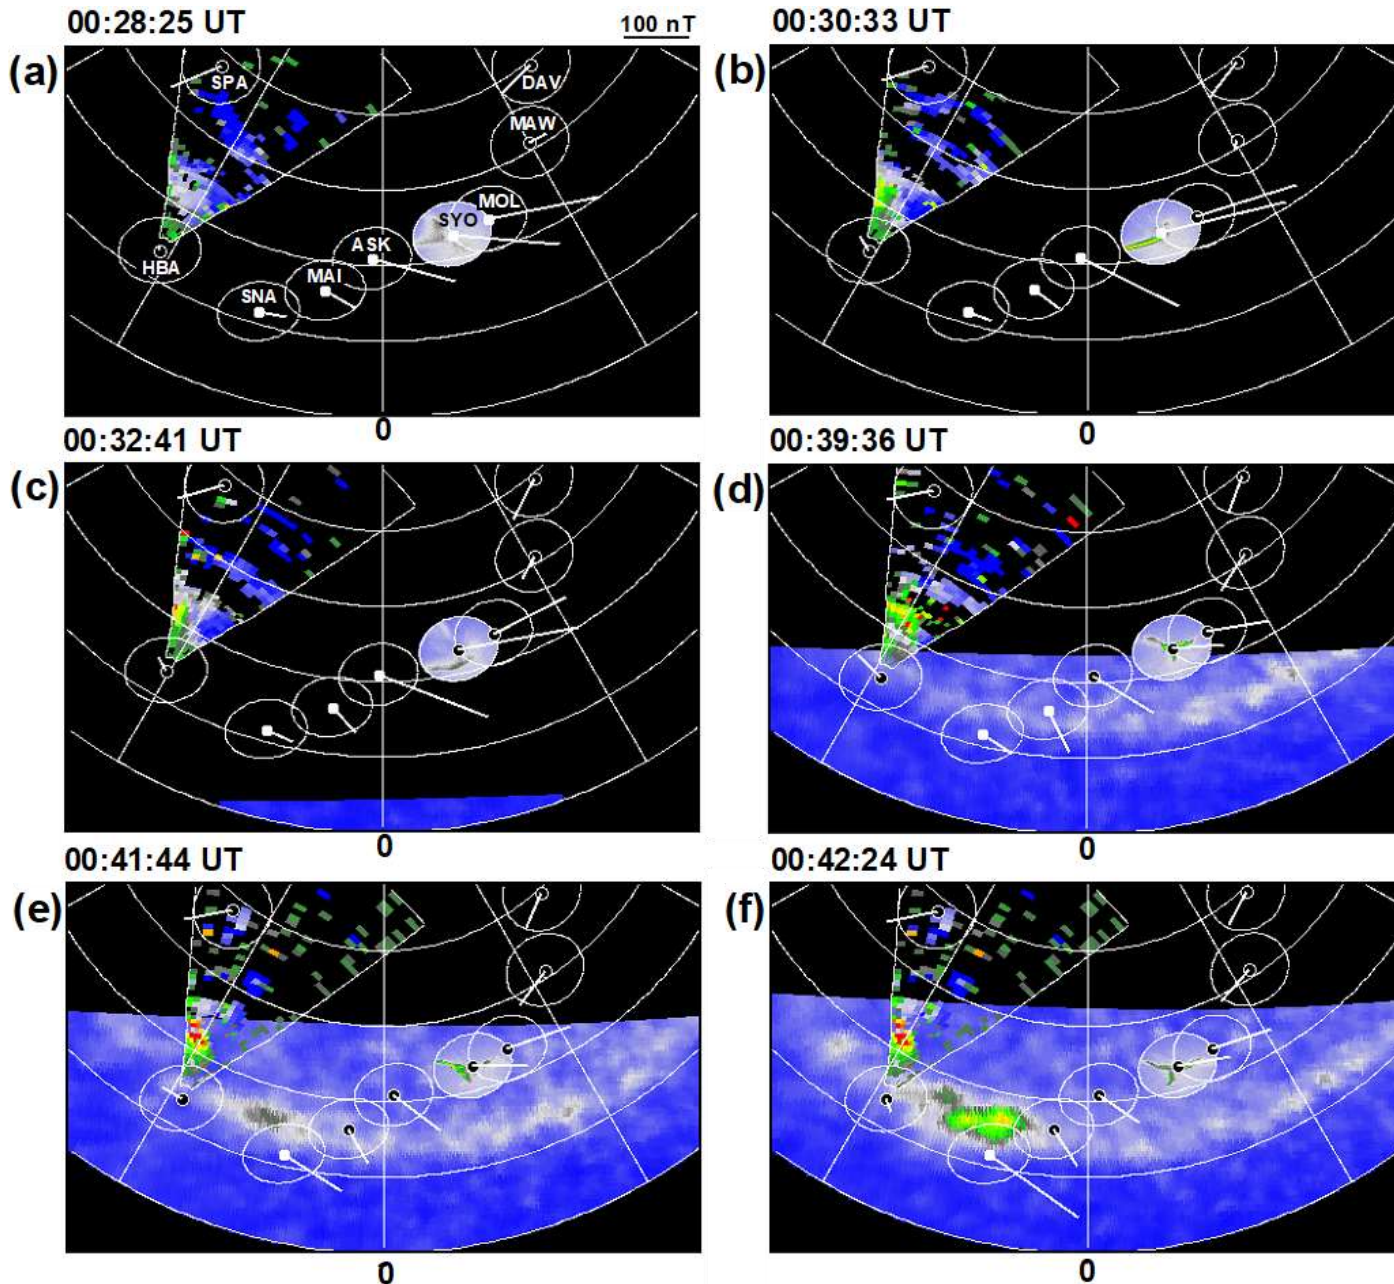 00:28:25 UT
100 nT
00:30:33 UT
(a)
(b)
SPA
DAV
MAW
MOL
SYO
ASK
HBA
MAI
SNA
0
0
00:32:41 UT
00:39:36 UT
(c)
(d)
0
0
00:41:44 UT
00:42:24 UT
(e)
(f)
0
0